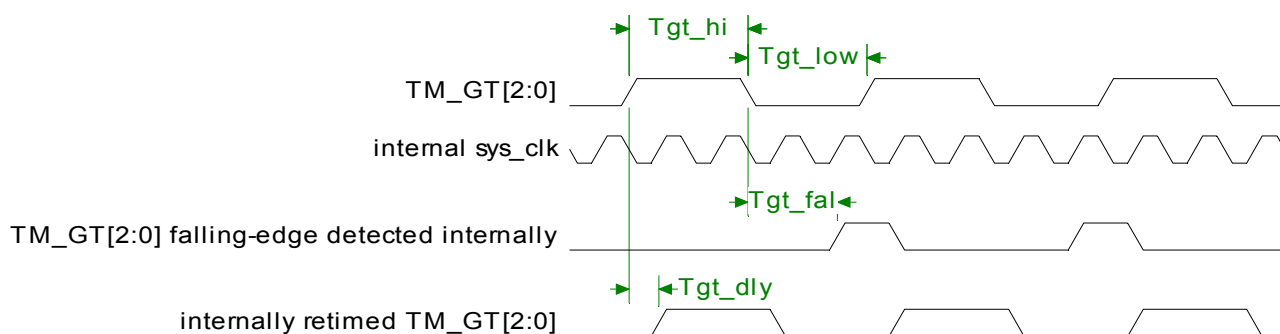 Tgt_hi
Tgt_low
TM_GT[2:0]
internal sys_clk
Tgt_fal
TM_GT[2:0] falling-edge detected internally
Tgt_dly
internally retimed TM_GT[2:0]